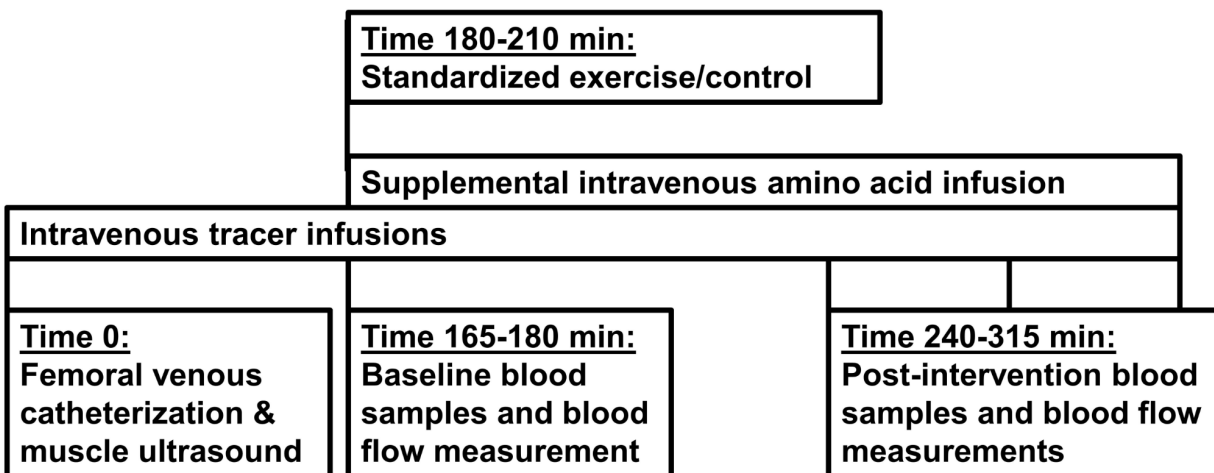 Time 180-210 min:
Standardized exercise/control
Supplemental intravenous amino acid infusion
Intravenous tracer infusions
Time 0:
Femoral venous
catheterization &
muscle ultrasound
Time 165-180 min:
Baseline blood
samples and blood
flow measurement
Time 240-315 min:
Post-intervention blood
samples and blood flow
measurements